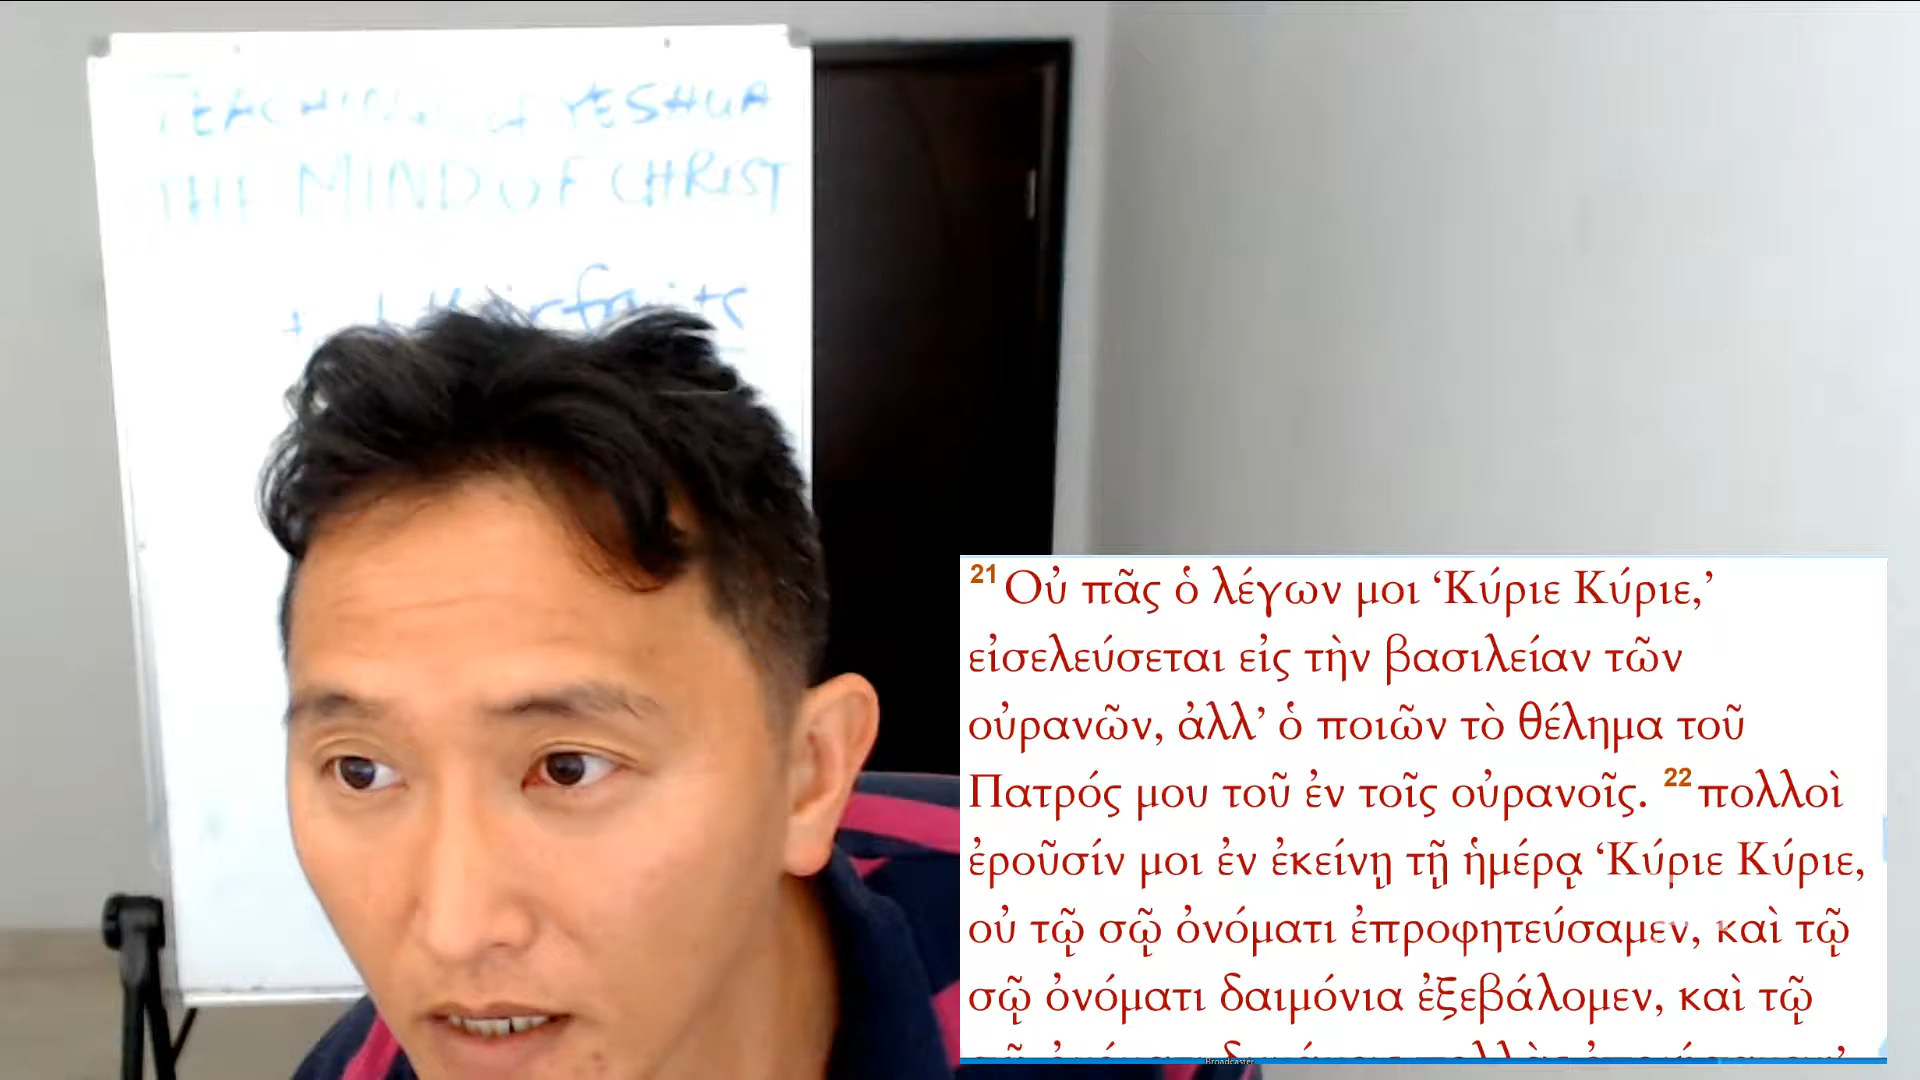 TEACHING of YESHUA
THE MIND OF CHRIST
fruits
21 Οὐ πᾶς ὁ λέγων μοι ‘Κύριε Κύριε,’
εἰσελεύσεται εἰς τὴν βασιλείαν τῶν
οὐρανῶν, ἀλλ’ ὁ ποιῶν τὸ θέλημα τοῦ
Πατρός μου τοῦ ἐν τοῖς οὐρανοῖς. 22 πολλοὶ
ἐροῦσίν μοι ἐν ἐκείνῃ τῇ ἡμέρᾳ ‘Κύριε Κύριε,
οὐ τῷ σῷ ὀνόματι ἐπροφητεύσαμεν, καὶ τῷ
σῷ ὀνόματι δαιμόνια ἐξεβάλομεν, καὶ τῷ
Broadcaster